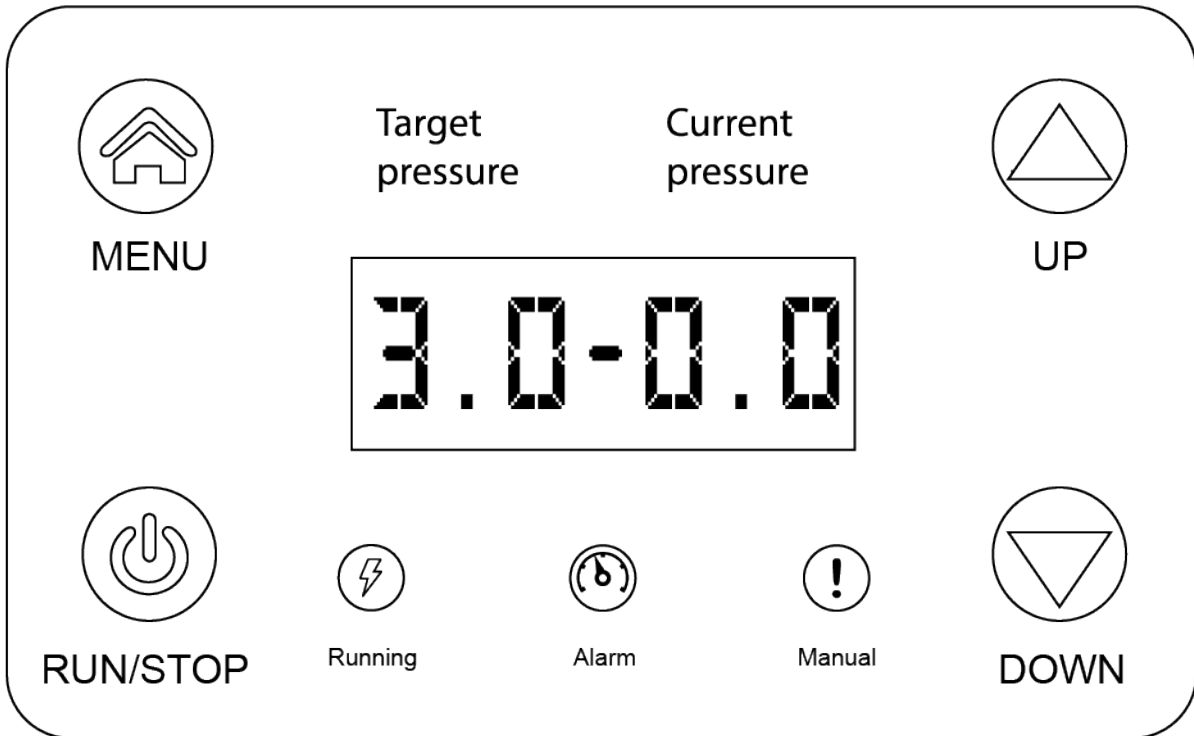 Target
pressure
Current
pressure
MENU
UP
3.0-0.0
Running
Alarm
Manual
RUN/STOP
DOWN